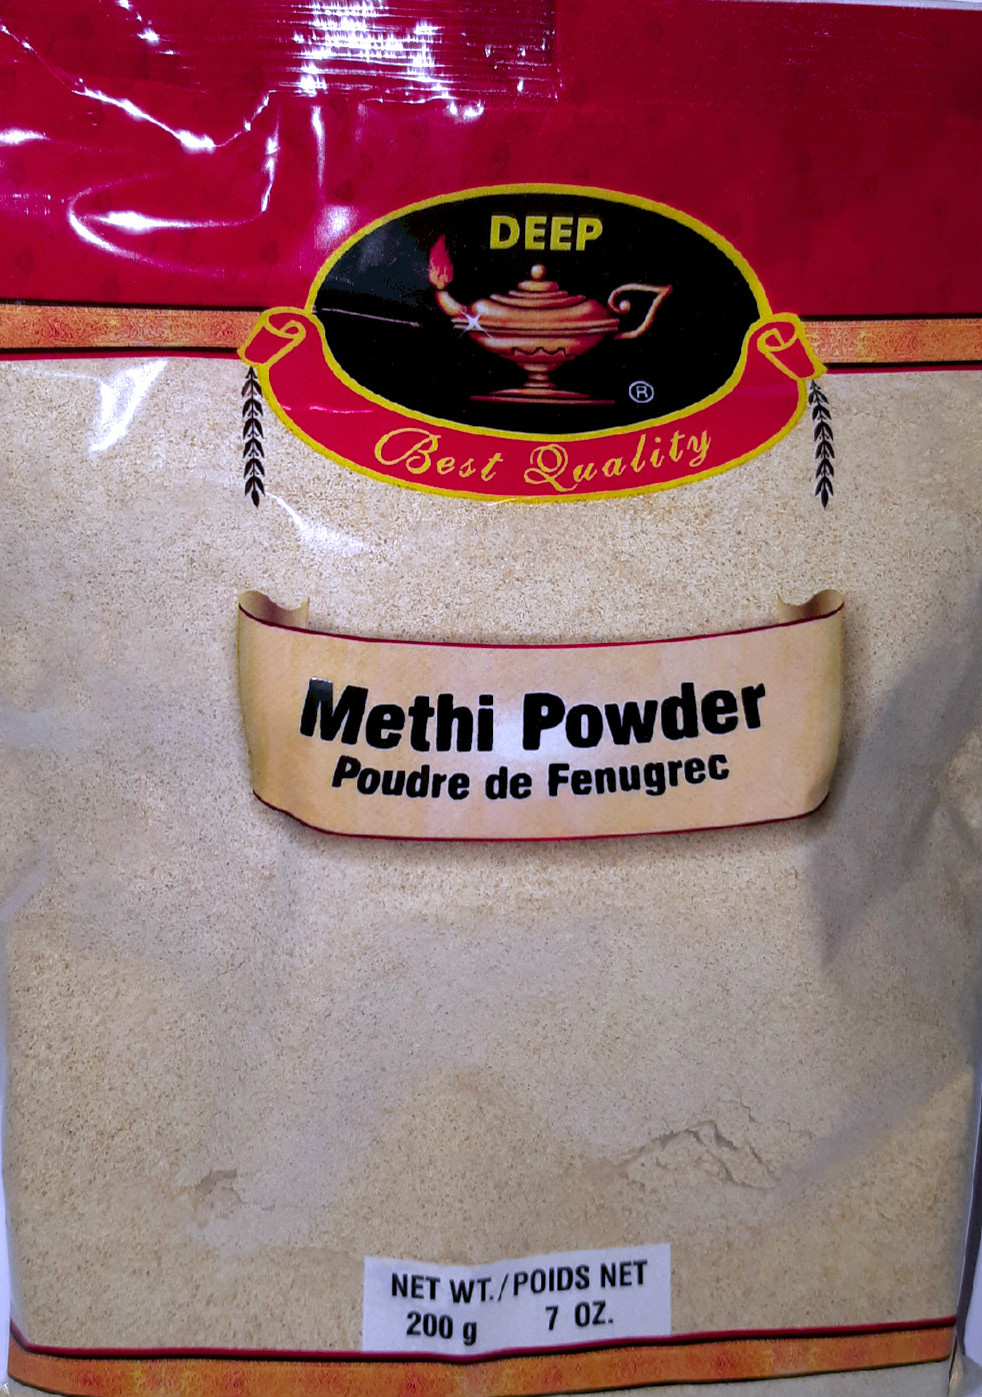 DEEP
®
Best Quality
Methi Powder
Poudre de Fenugrec
NET WT./POIDS NET
200 g 7 OZ.